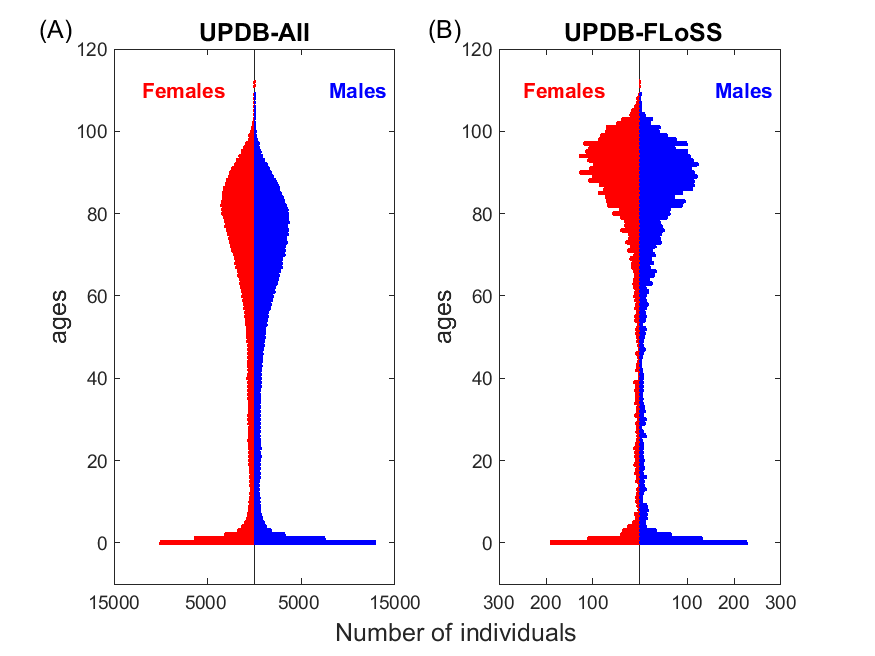 (A) UPDB-All (B) UPDB-FLoSS
120 120
Females Males Females Males
100 100
80 80
60 60
40 40
20 20
0 0
ages ages
15000 5000 5000 15000 300 200 100 100 200 300
Number of individuals